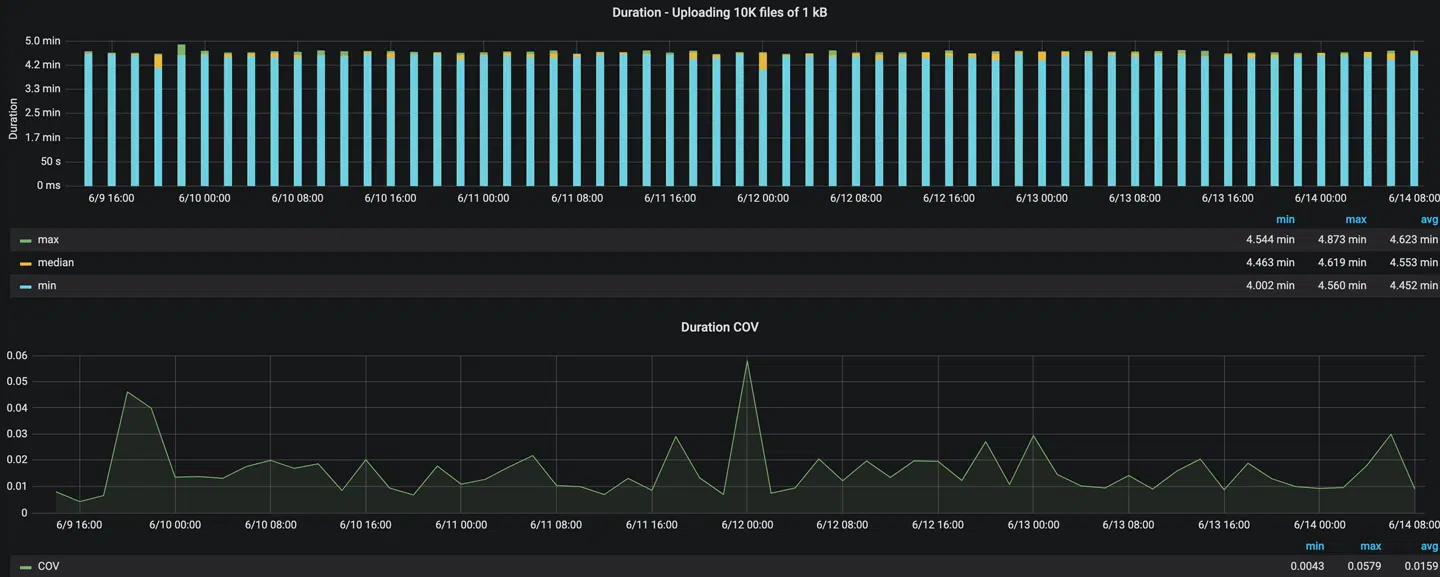 Duration - Uploading 10K files of 1 kB
Duration
5.0 min
4.2 min
3.3 min
2.5 min
1.7 min
50 s
0 ms
6/9 16:00 6/10 00:00 6/10 08:00 6/10 16:00 6/11 00:00 6/11 08:00 6/11 16:00 6/12 00:00 6/12 08:00 6/12 16:00 6/13 00:00 6/13 08:00 6/13 16:00 6/14 00:00 6/14 08:00
min max avg
max 4.544 min 4.873 min 4.623 min
median 4.463 min 4.619 min 4.553 min
min 4.002 min 4.560 min 4.452 min
Duration COV
0.06
0.05
0.04
0.03
0.02
0.01
0
6/9 16:00 6/10 00:00 6/10 08:00 6/10 16:00 6/11 00:00 6/11 08:00 6/11 16:00 6/12 00:00 6/12 08:00 6/12 16:00 6/13 00:00 6/13 08:00 6/13 16:00 6/14 00:00 6/14 08:00
min max avg
COV 0.0043 0.0579 0.0159